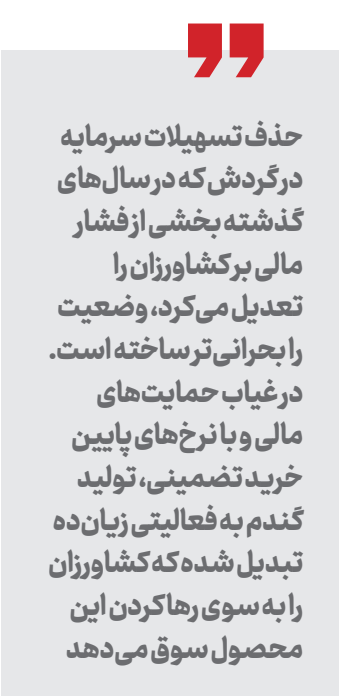 حذف تسهیلات سرمایه
در گردش که در سال‌های
گذشته بخشی از فشار
مالی بر کشاورزان را
تعدیل می‌کرد، وضعیت
را بحرانی‌تر ساخته است.
در غیاب حمایت‌های
مالی و با نرخ‌های پایین
خرید تضمینی، تولید
گندم به فعالیتی زیان‌ده
تبدیل شده که کشاورزان
را به سوی رها کردن این
محصول سوق می‌دهد